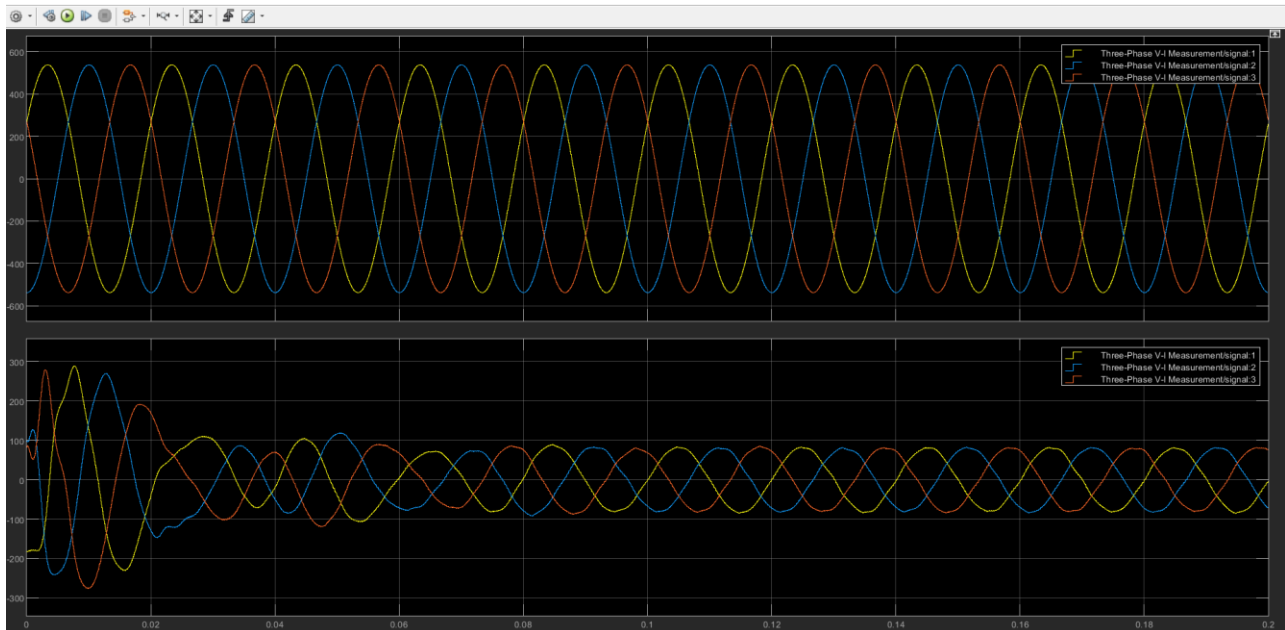 600
Three-Phase V-I Measurement/signal:1
Three-Phase V-I Measurement/signal:2
Three-Phase V-I Measurement/signal:3
400
200
0
-200
-400
-600
300
Three-Phase V-I Measurement/signal:1
Three-Phase V-I Measurement/signal:2
Three-Phase V-I Measurement/signal:3
200
100
0
-100
-200
-300
0 0.02 0.04 0.06 0.08 0.1 0.12 0.14 0.16 0.18 0.2